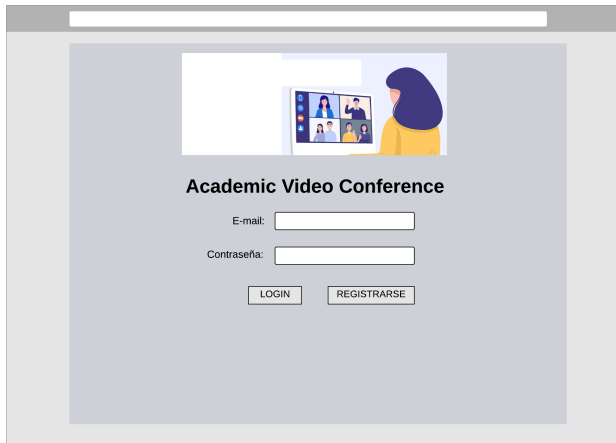 Academic Video Conference
E-mail:
Contraseña:
LOGIN
REGISTRARSE